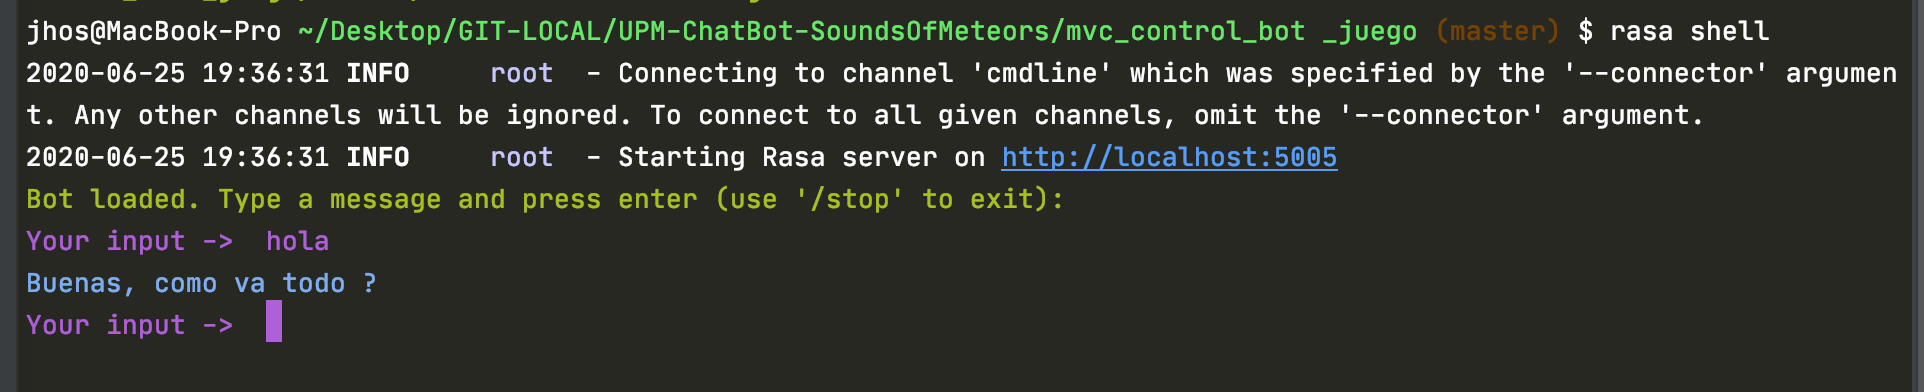 jhos@MacBook-Pro ~/Desktop/GIT-LOCAL/UPM-ChatBot-SoundsOfMeteors/mvc_control_bot _juego (master) $ rasa shell
2020-06-25 19:36:31 INFO     root  - Connecting to channel 'cmdline' which was specified by the '--connector' argumen
t. Any other channels will be ignored. To connect to all given channels, omit the '--connector' argument.
2020-06-25 19:36:31 INFO     root  - Starting Rasa server on http://localhost:5005
Bot loaded. Type a message and press enter (use '/stop' to exit):
Your input ->  hola
Buenas, como va todo ?
Your input ->